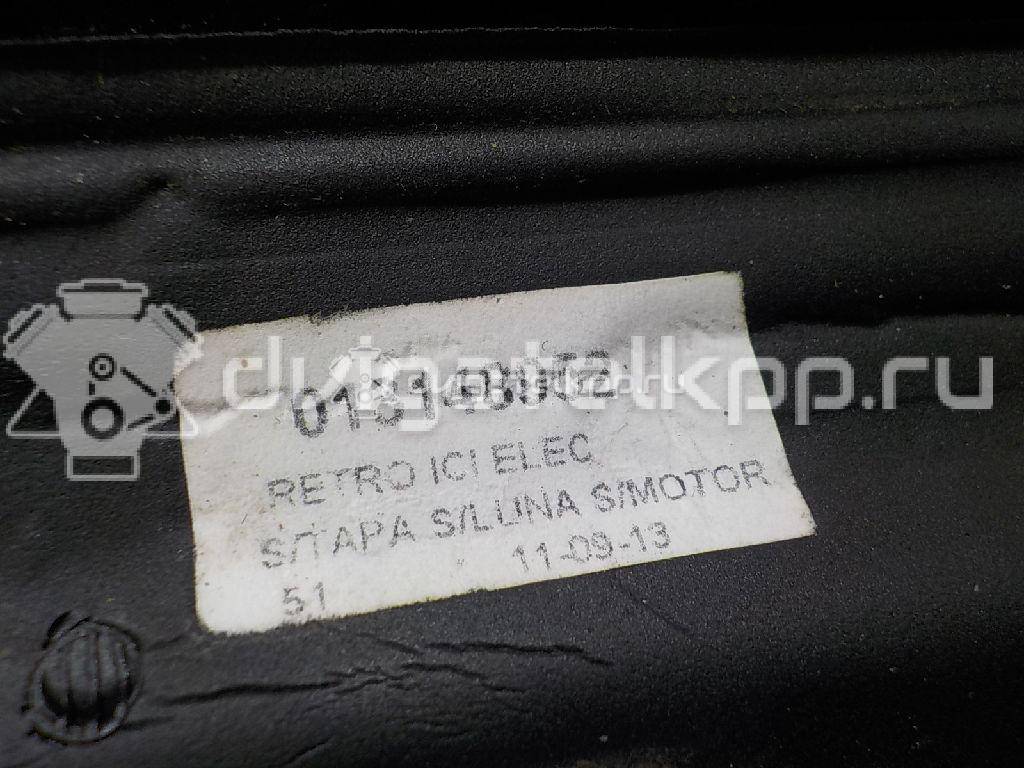 dvigatelkpp.ru
RETRO ICI ELEC
S/TAPA S/LUNA S/MOTOR
51 11-09-13